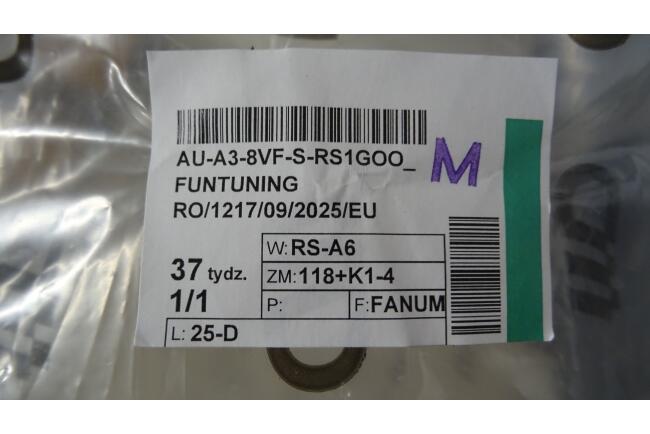 AU-A3-8VF-S-RS1GOO_
FUNTUNING
RO/1217/09/2025/EU
M
37 tydz.
1/1
W: RS-A6
ZM: 118+K1-4
P: F: FANUM
L: 25-D